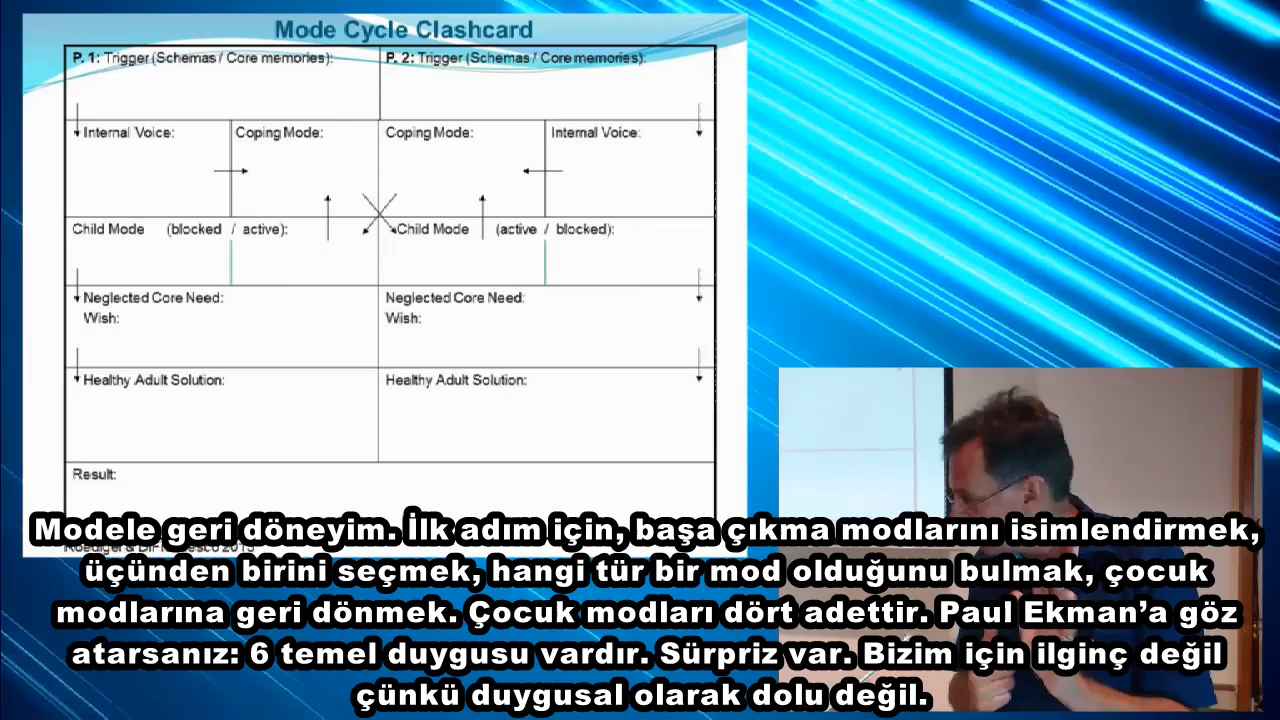 Mode Cycle Clashcard
P. 1: Trigger (Schemas / Core memories):
P. 2: Trigger (Schemas / Core memories):
Internal Voice:
Coping Mode:
Coping Mode:
Internal Voice:
Child Mode (blocked / active):
Child Mode (active / blocked):
Neglected Core Need:
Wish:
Neglected Core Need:
Wish:
Healthy Adult Solution:
Healthy Adult Solution:
Result:
Modele geri döneyim. İlk adım için, başa çıkma modlarını isimlendirmek,
üçünden birini seçmek, hangi tür bir mod olduğunu bulmak, çocuk
modlarına geri dönmek. Çocuk modları dört adettir. Paul Ekman’a göz
atarsanız: 6 temel duygusu vardır. Sürpriz var. Bizim için ilginç değil
çünkü duygusal olarak dolu değil.